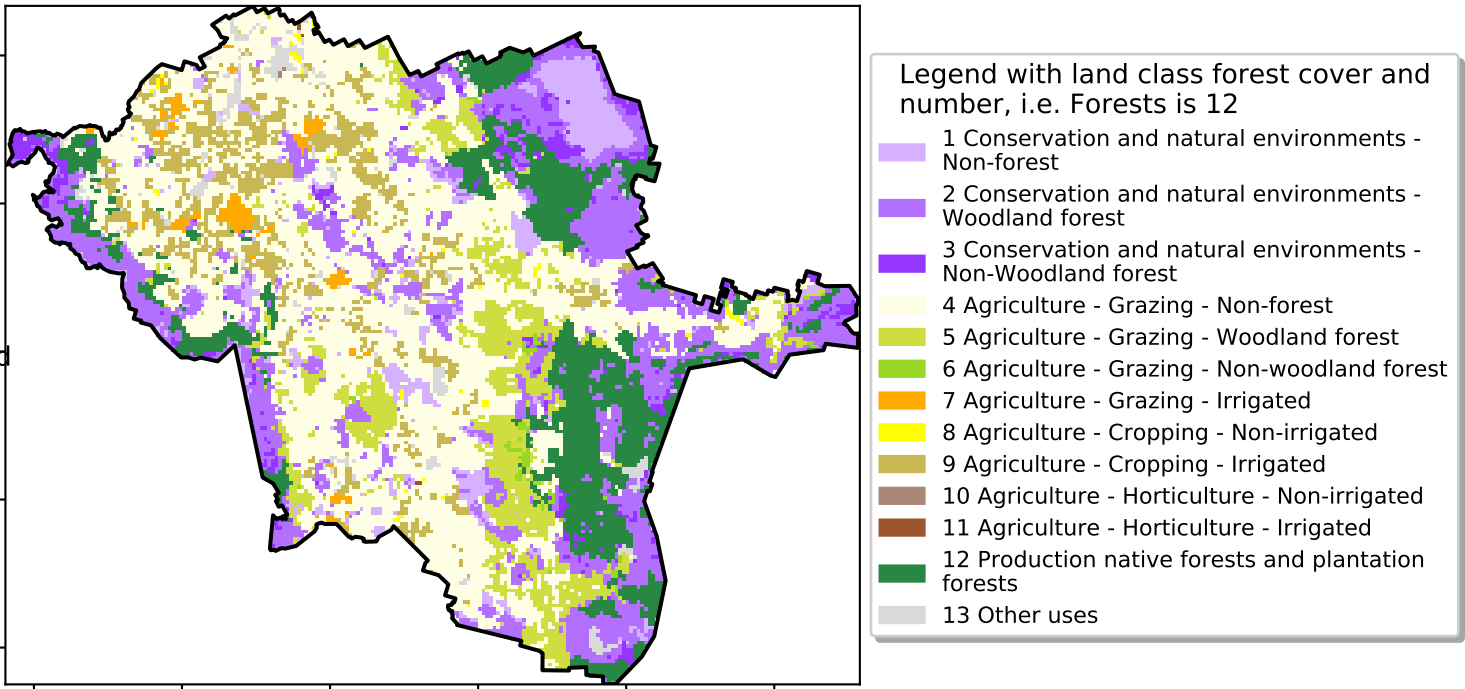 Legend with land class forest cover and
number, i.e. Forests is 12
1 Conservation and natural environments -
Non-forest
2 Conservation and natural environments -
Woodland forest
3 Conservation and natural environments -
Non-Woodland forest
4 Agriculture - Grazing - Non-forest
5 Agriculture - Grazing - Woodland forest
6 Agriculture - Grazing - Non-woodland forest
7 Agriculture - Grazing - Irrigated
8 Agriculture - Cropping - Non-irrigated
9 Agriculture - Cropping - Irrigated
10 Agriculture - Horticulture - Non-irrigated
11 Agriculture - Horticulture - Irrigated
12 Production native forests and plantation
forests
13 Other uses